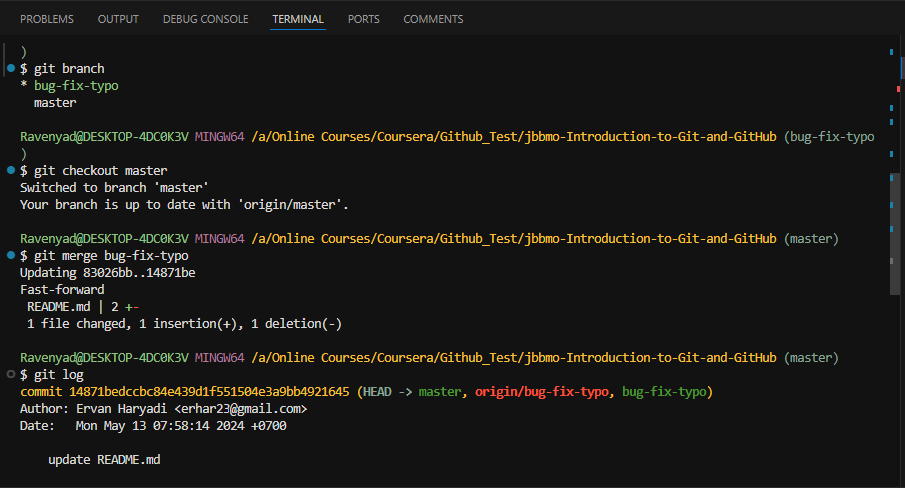 PROBLEMS OUTPUT DEBUG CONSOLE TERMINAL PORTS COMMENTS
)
$ git branch
* bug-fix-typo
  master
Ravenyad@DESKTOP-4DC0K3V MINGW64 /a/Online Courses/Coursera/Github_Test/jbbmo-Introduction-to-Git-and-GitHub (bug-fix-typo
)
$ git checkout master
Switched to branch 'master'
Your branch is up to date with 'origin/master'.
Ravenyad@DESKTOP-4DC0K3V MINGW64 /a/Online Courses/Coursera/Github_Test/jbbmo-Introduction-to-Git-and-GitHub (master)
$ git merge bug-fix-typo
Updating 83026bb..14871be
Fast-forward
 README.md | 2 +-
 1 file changed, 1 insertion(+), 1 deletion(-)
Ravenyad@DESKTOP-4DC0K3V MINGW64 /a/Online Courses/Coursera/Github_Test/jbbmo-Introduction-to-Git-and-GitHub (master)
$ git log
commit 14871bedccbc84e439d1f551504e3a9bb4921645 (HEAD -> master, origin/bug-fix-typo, bug-fix-typo)
Author: Ervan Haryadi <erhar23@gmail.com>
Date:   Mon May 13 07:58:14 2024 +0700
    update README.md